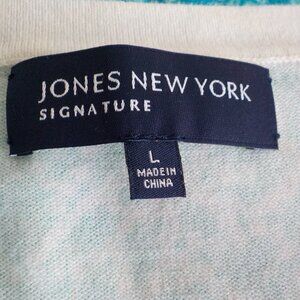 JONES NEW YORK
SIGNATURE
L
MADE IN
CHINA